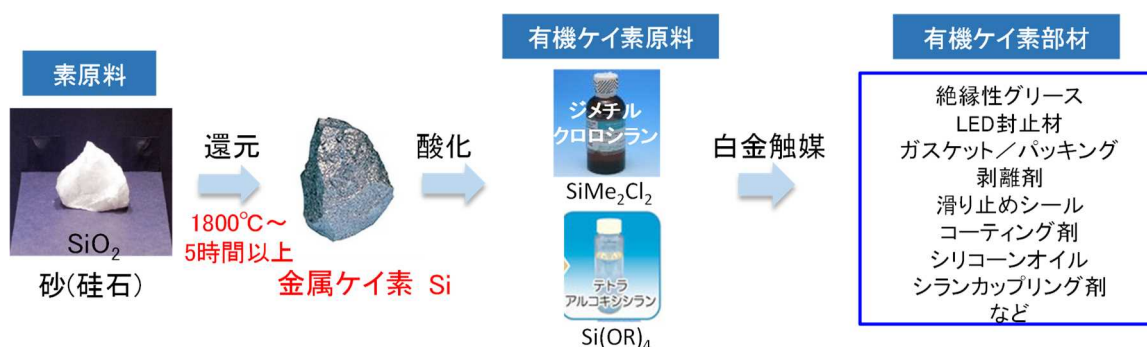 素原料
SiO2
砂(硅石)
還元
1800℃～
5時間以上
金属ケイ素 Si
酸化
有機ケイ素原料
ジメチル
クロロシラン
SiMe2Cl2
テトラ
アルコキシシラン
Si(OR)4
白金触媒
有機ケイ素部材
絶縁性グリース
LED封止材
ガスケット／パッキング
剥離剤
滑り止めシール
コーティング剤
シリコーンオイル
シランカップリング剤
など